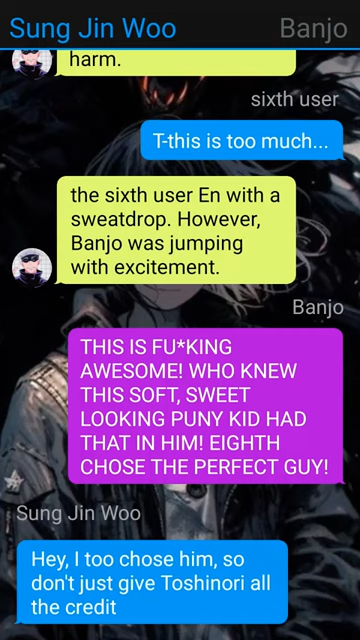 Sung Jin Woo Banjo
harm.
sixth user
T-this is too much...
the sixth user En with a
sweatdrop. However,
Banjo was jumping
with excitement.
Banjo
THIS IS FU*KING
AWESOME! WHO KNEW
THIS SOFT, SWEET
LOOKING PUNY KID HAD
THAT IN HIM! EIGHTH
CHOSE THE PERFECT GUY!
Sung Jin Woo
Hey, I too chose him, so
don't just give Toshinori all
the credit